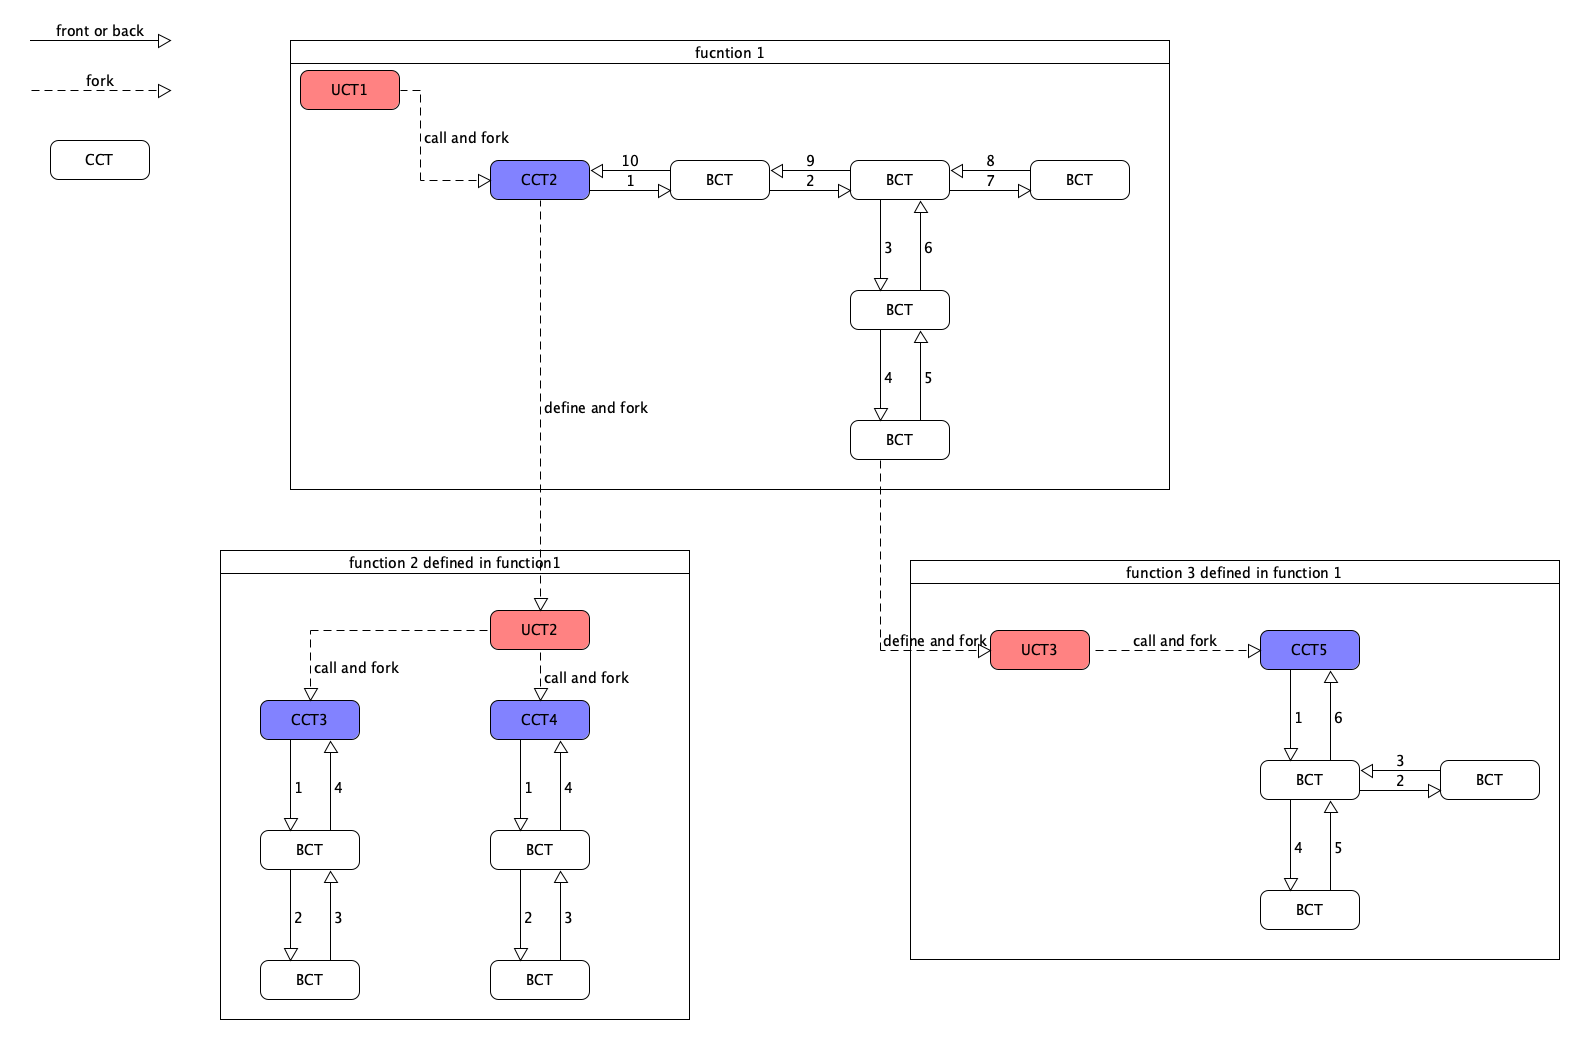 front or back
fork
CCT
fucntion 1
UCT1
call and fork
CCT2
10
1
BCT
9
2
BCT
8
7
BCT
3
6
BCT
4
5
BCT
define and fork
function 2 defined in function1
UCT2
call and fork
call and fork
CCT3
CCT4
1
4
1
4
BCT
BCT
2
3
2
3
BCT
BCT
function 3 defined in function 1
define and fork
UCT3
call and fork
CCT5
1
6
BCT
3
2
BCT
4
5
BCT